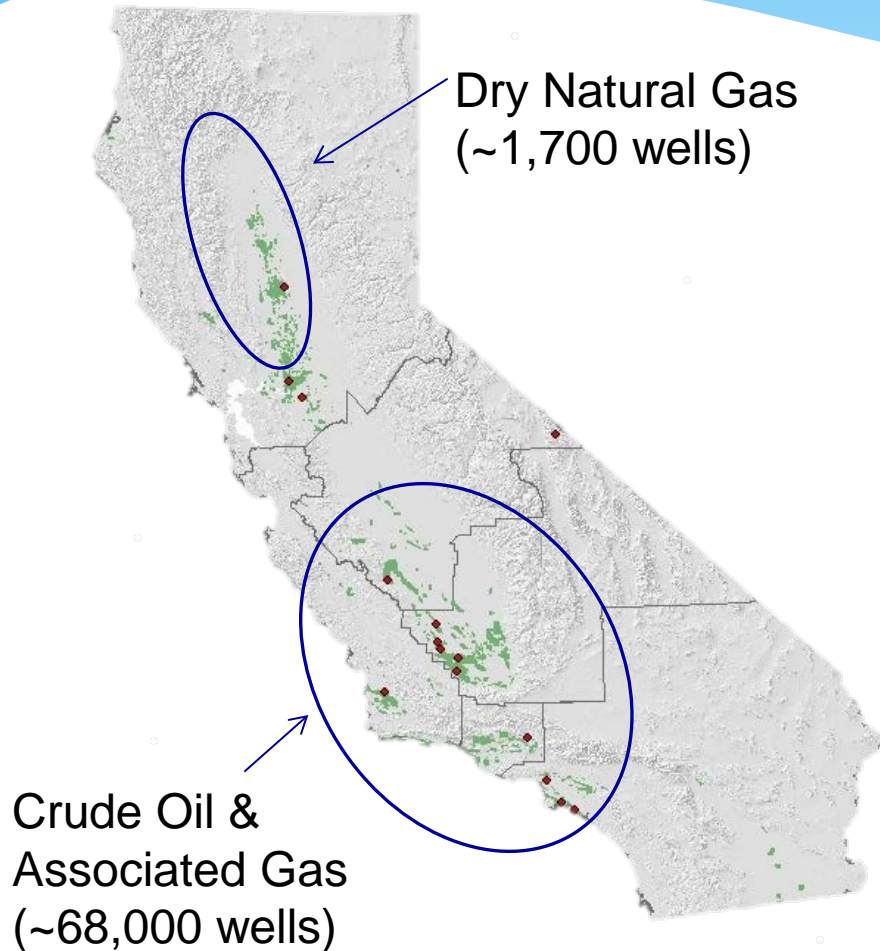 Dry Natural Gas
(~1,700 wells)
Crude Oil &
Associated Gas
(~68,000 wells)